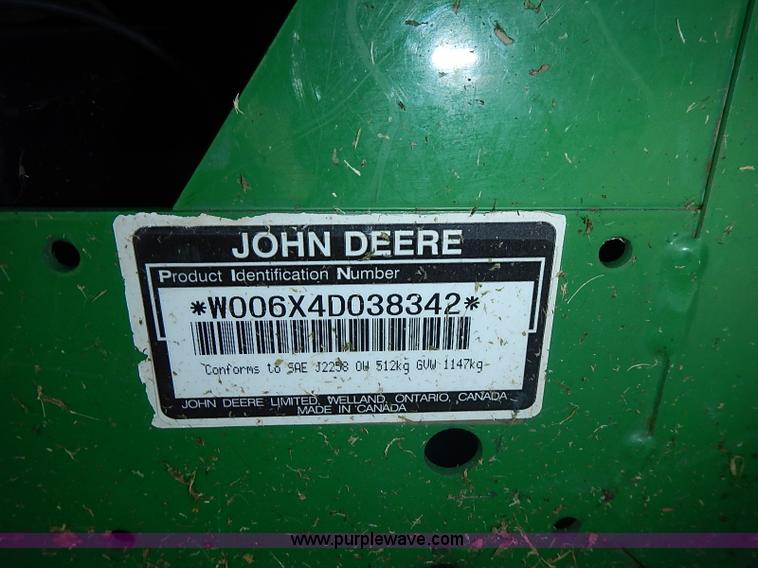 JOHN DEERE
Product Identification Number
*W006X4D038342*
Conforms to SAE J2258 OW 512kg GVW 1147kg
JOHN DEERE LIMITED, WELLAND, ONTARIO, CANADA
MADE IN CANADA
www.purplewave.com